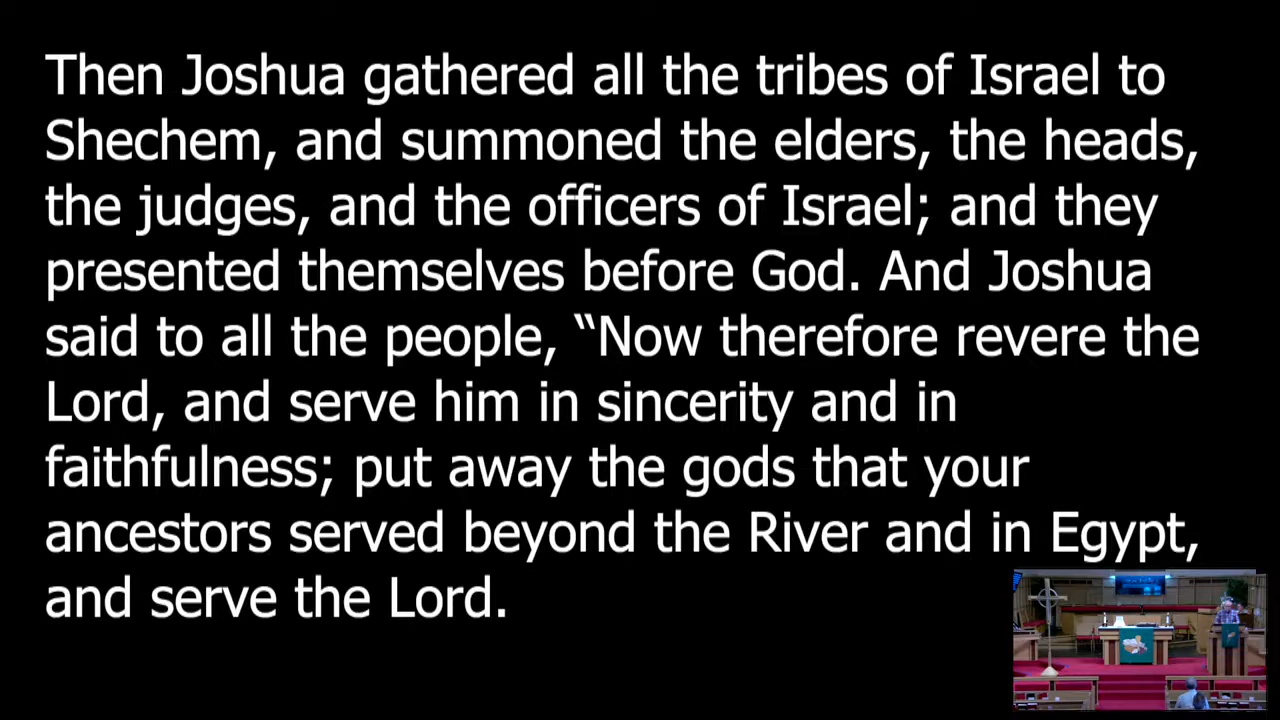 Then Joshua gathered all the tribes of Israel to
Shechem, and summoned the elders, the heads,
the judges, and the officers of Israel; and they
presented themselves before God. And Joshua
said to all the people, “Now therefore revere the
Lord, and serve him in sincerity and in
faithfulness; put away the gods that your
ancestors served beyond the River and in Egypt,
and serve the Lord.